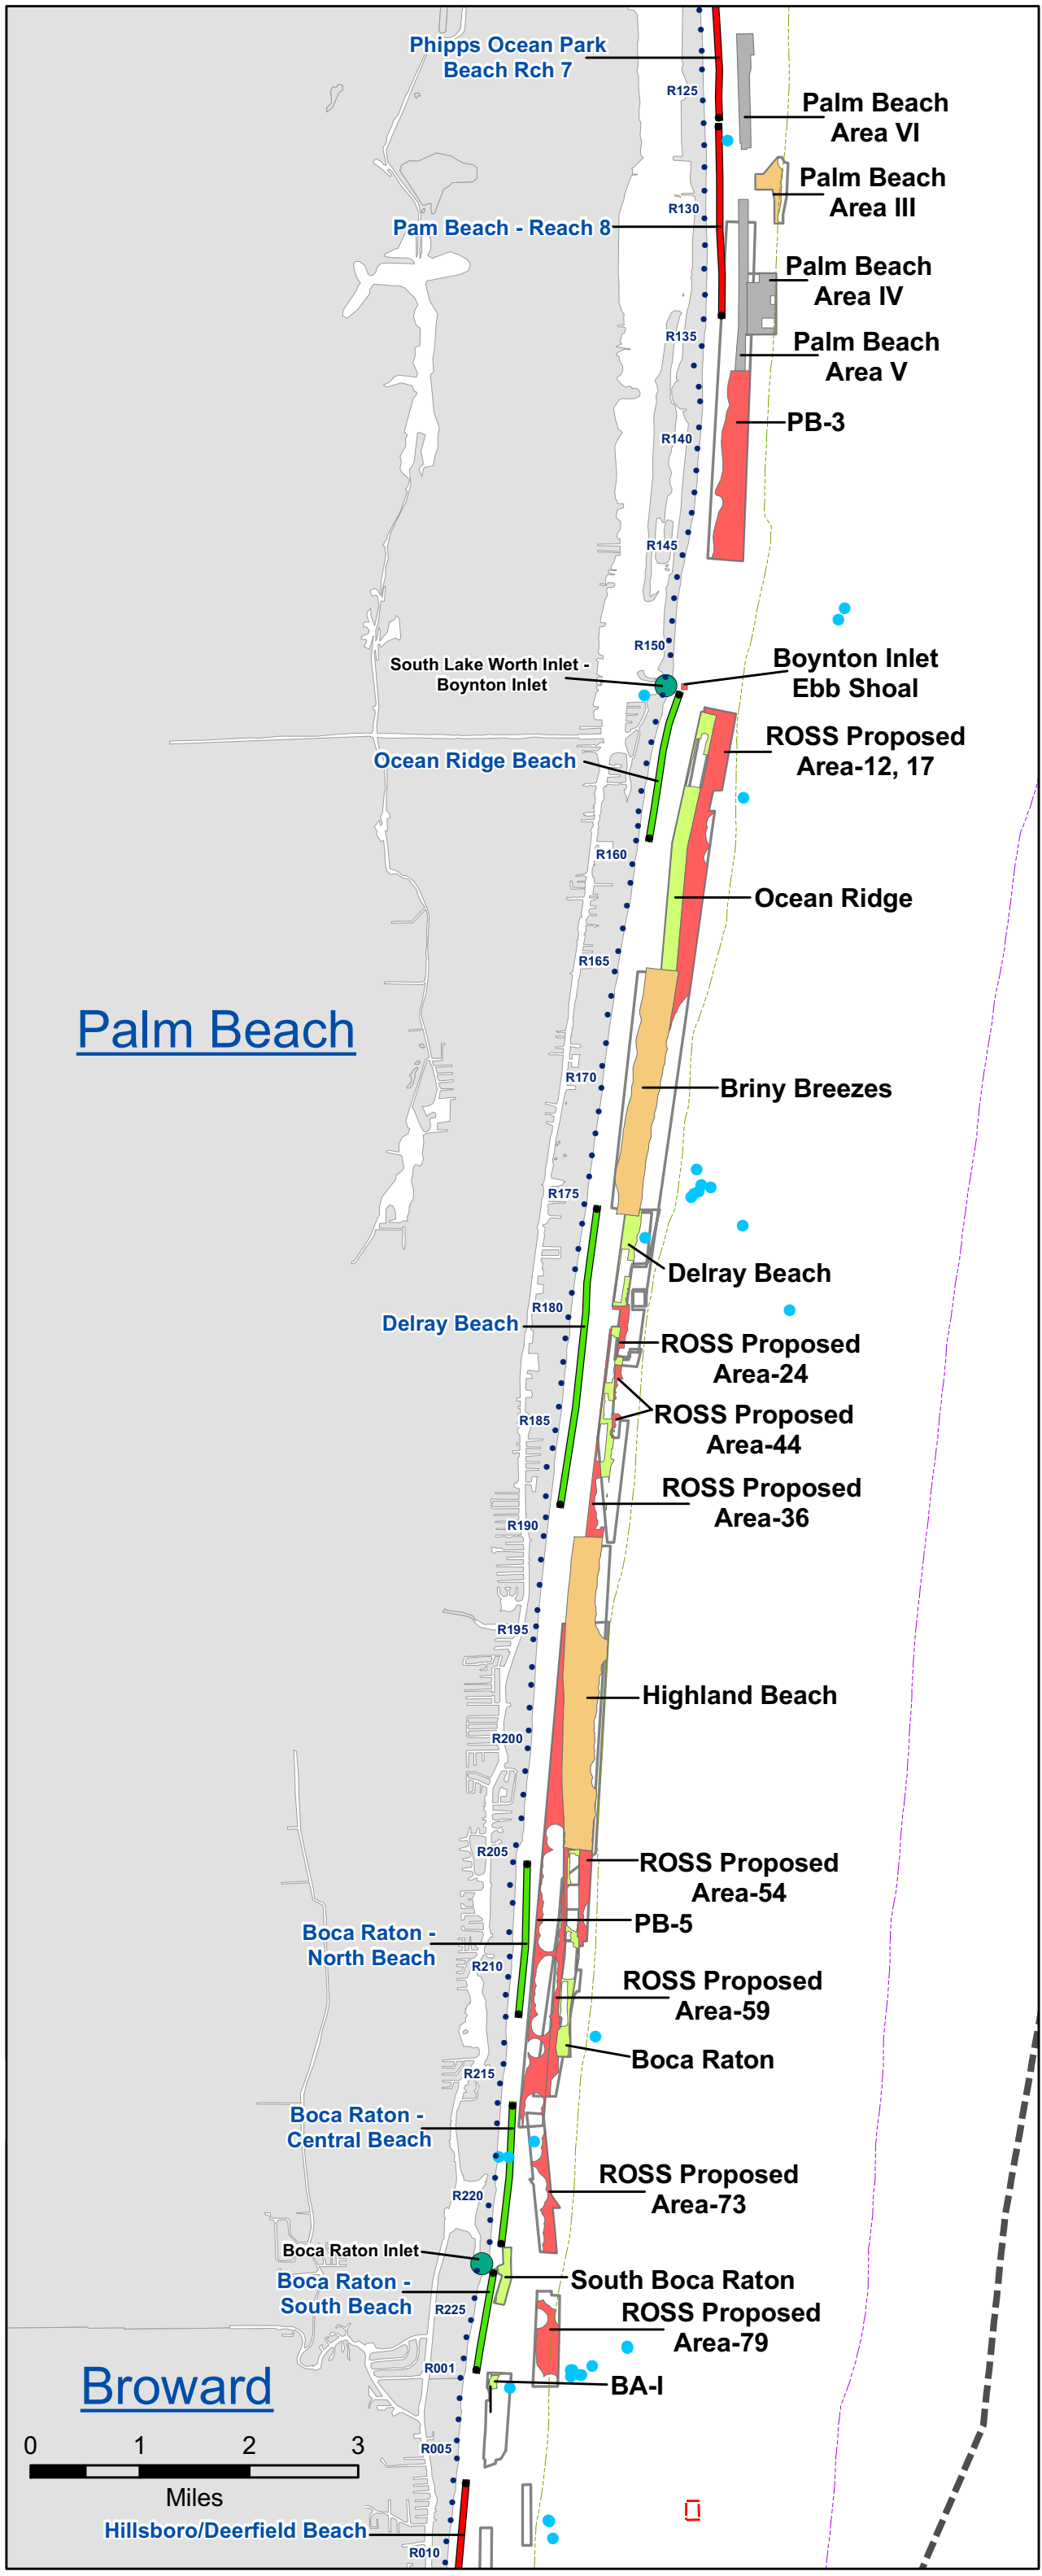 Phipps Ocean Park
Beach Rch 7
R125
Palm Beach
Area VI
Palm Beach
Area III
R130
Pam Beach - Reach 8
Palm Beach
Area IV
R135
Palm Beach
Area V
PB-3
R140
R145
R150
South Lake Worth Inlet -
Boynton Inlet
Boynton Inlet
Ebb Shoal
ROSS Proposed
Area-12, 17
Ocean Ridge Beach
R160
Ocean Ridge
R165
Palm Beach
R170
Briny Breezes
R175
Delray Beach
R180
Delray Beach
ROSS Proposed
Area-24
R185
ROSS Proposed
Area-44
ROSS Proposed
Area-36
R190
R195
Highland Beach
R200
R205
ROSS Proposed
Area-54
PB-5
Boca Raton -
North Beach
R210
ROSS Proposed
Area-59
Boca Raton
R215
Boca Raton -
Central Beach
ROSS Proposed
Area-73
R220
Boca Raton Inlet
Boca Raton -
South Beach
South Boca Raton
R225
ROSS Proposed
Area-79
R001
BA-I
Broward
0 1 2 3
Miles
R005
Hillsboro/Deerfield Beach
R010